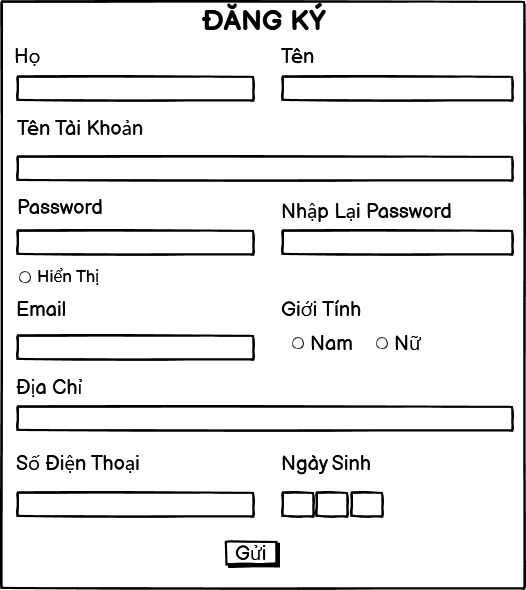 ĐĂNG KÝ
Họ Tên
Tên Tài Khoản
Password Nhập Lại Password
Hiển Thị
Email Giới Tính
Nam Nữ
Địa Chỉ
Số Điện Thoại Ngày Sinh
Gửi